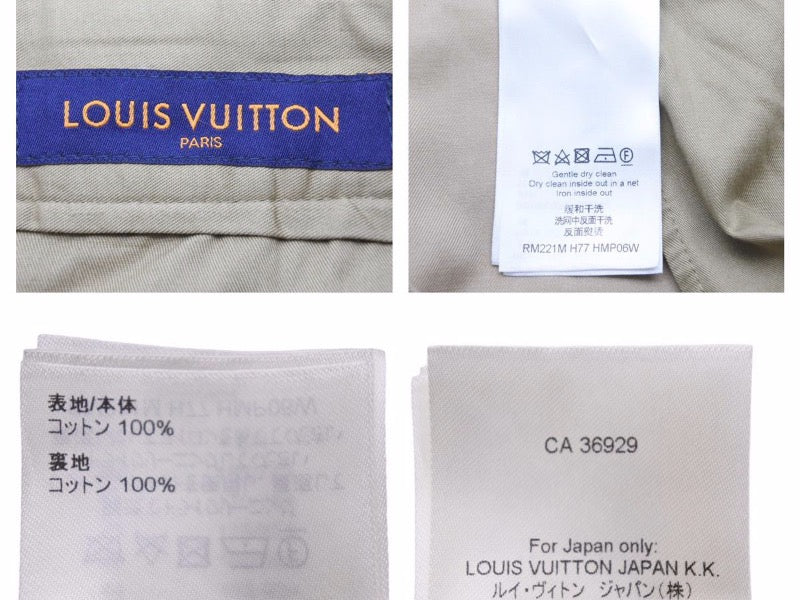 LOUIS VUITTON
PARIS
Gentle dry clean
Dry clean inside out in a net
Iron inside out
缓和干洗
洗网中反面干洗
反面熨烫
RM221M H77 HMP06W
表地/本体
コットン 100%
裏地
コットン 100%
CA 36929
For Japan only:
LOUIS VUITTON JAPAN K.K.
ルイ・ヴィトン ジャパン(株)